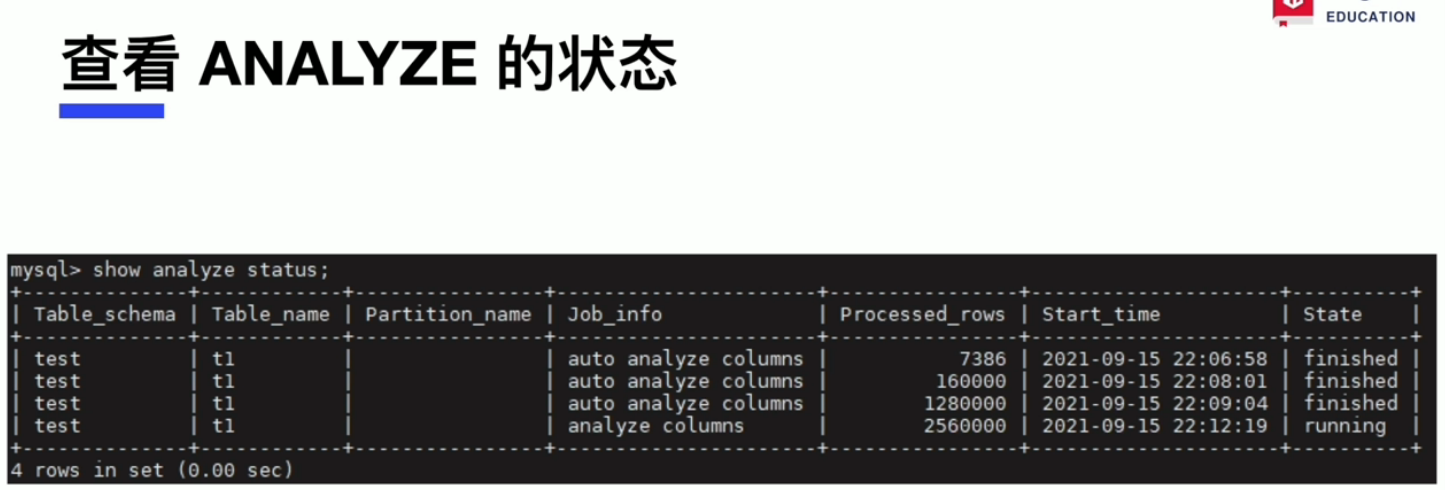 EDUCATION
查看 ANALYZE 的状态
mysql> show analyze status;
+--------------+------------+----------------+----------------------+----------------+---------------------+----------+
| Table_schema | Table_name | Partition_name | Job_info | Processed_rows | Start_time | State |
+--------------+------------+----------------+----------------------+----------------+---------------------+----------+
| test | t1 | | auto analyze columns | 7386 | 2021-09-15 22:06:58 | finished |
| test | t1 | | auto analyze columns | 160000 | 2021-09-15 22:08:01 | finished |
| test | t1 | | auto analyze columns | 1280000 | 2021-09-15 22:09:04 | finished |
| test | t1 | | analyze columns | 2560000 | 2021-09-15 22:12:19 | running |
+--------------+------------+----------------+----------------------+----------------+---------------------+----------+
4 rows in set (0.00 sec)